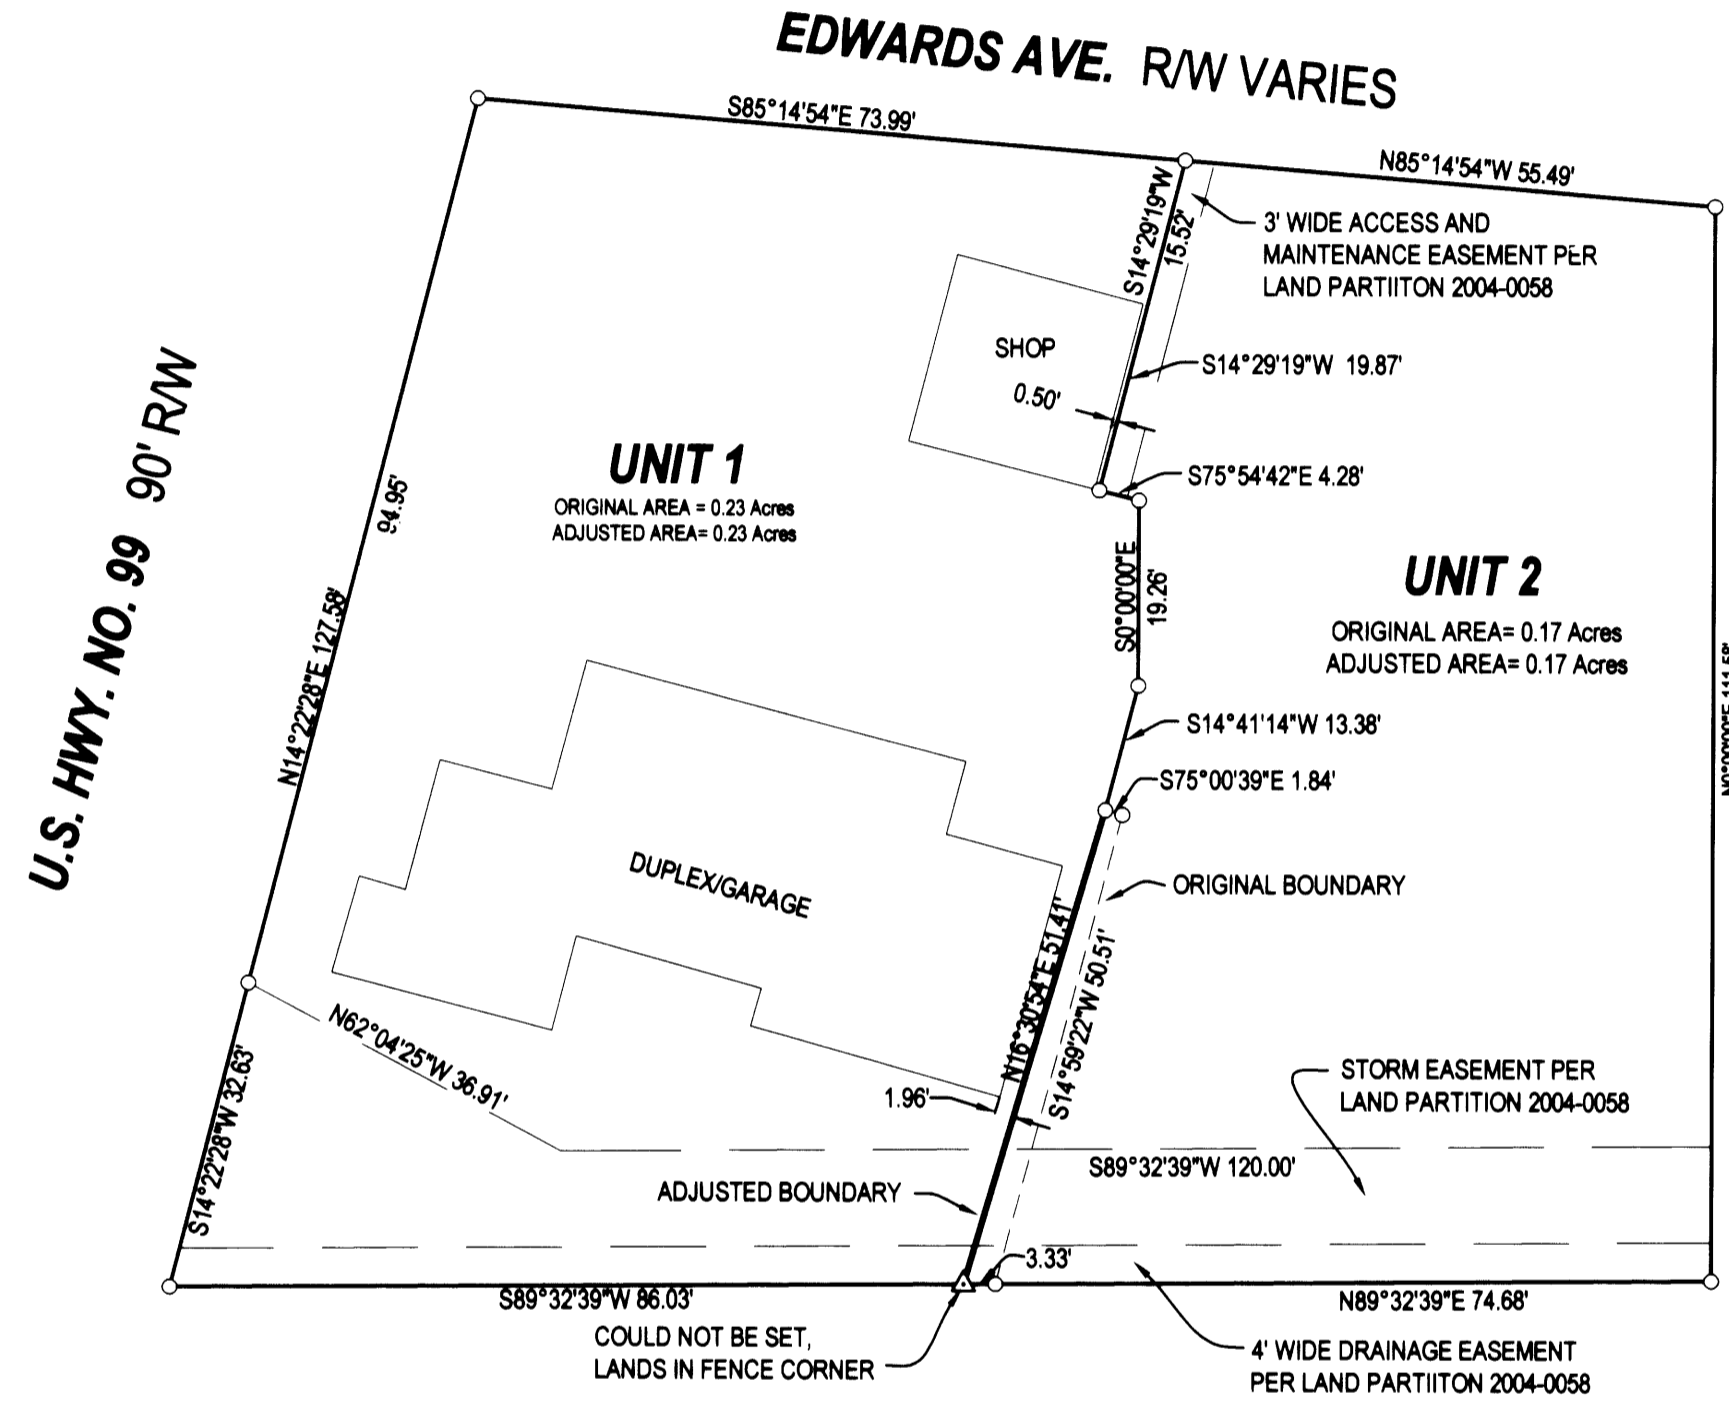 EDWARDS AVE. R/W VARIES
S85°14'54"E 73.99'
N85°14'54"W 55.49'
S14°29'19"W
15.52'
3' WIDE ACCESS AND
MAINTENANCE EASEMENT PER
LAND PARTIITON 2004-0058
SHOP
0.50'
S14°29'19"W 19.87'
U.S. HWY. NO. 99 90' R/W
94.95'
N14°22'28"E 127.58'
UNIT 1
ORIGINAL AREA = 0.23 Acres
ADJUSTED AREA= 0.23 Acres
S75°54'42"E 4.28'
S0°00'00"E
19.26'
UNIT 2
ORIGINAL AREA= 0.17 Acres
ADJUSTED AREA= 0.17 Acres
N0°00'00"E 111.58'
S14°41'14"W 13.38'
S75°00'39"E 1.84'
DUPLEX/GARAGE
ORIGINAL BOUNDARY
N16°30'54"E 51.41'
S14°59'22"W 50.51'
N62°04'25"W 36.91'
S14°22'28"W 32.63'
1.96'
STORM EASEMENT PER
LAND PARTITION 2004-0058
S89°32'39"W 120.00'
ADJUSTED BOUNDARY
3.33'
S89°32'39"W 86.03'
N89°32'39"E 74.68'
COULD NOT BE SET,
LANDS IN FENCE CORNER
4' WIDE DRAINAGE EASEMENT
PER LAND PARTIITON 2004-0058